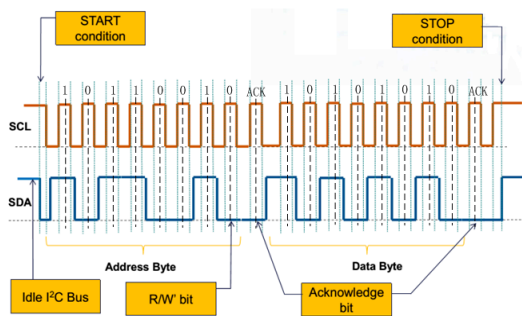 START
condition
STOP
condition
1 0 1 1 0 0 1 0 ACK 1 0 1 0 1 0 1 0 ACK
SCL
SDA
Address Byte
Data Byte
Idle I²C Bus
R/W' bit
Acknowledge
bit